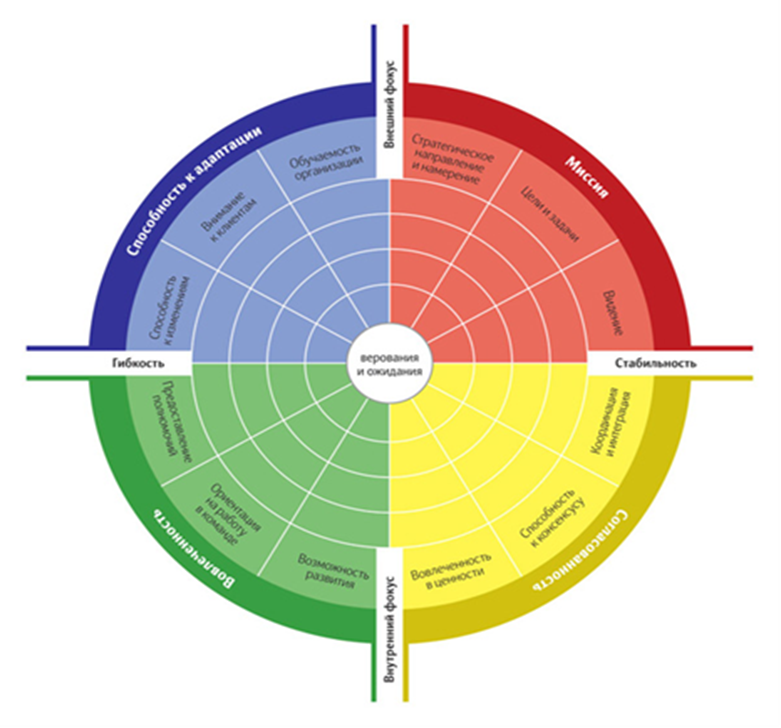 Внешний фокус
Способность к адаптации
Миссия
Обучаемость
организации
Стратегическое
направление
и намерение
Внимание
к клиентам
Цели и задачи
Способность
к изменениям
Видение
Гибкость
верования
и ожидания
Стабильность
Предоставление
полномочий
Координация
и интеграция
Ориентация
на работу
в команде
Способность
к консенсусу
Возможность
развития
Вовлеченность
в ценности
Вовлеченность
Согласованность
Внутренний фокус